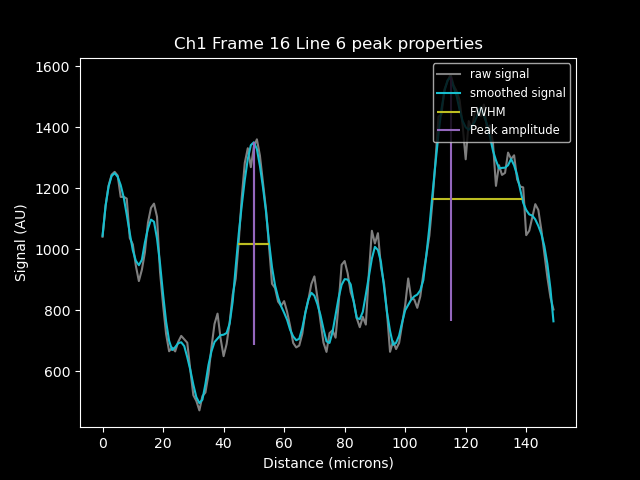 Ch1 Frame 16 Line 6 peak properties
raw signal
smoothed signal
FWHM
Peak amplitude
1600
1400
1200
1000
800
600
Signal (AU)
0 20 40 60 80 100 120 140
Distance (microns)